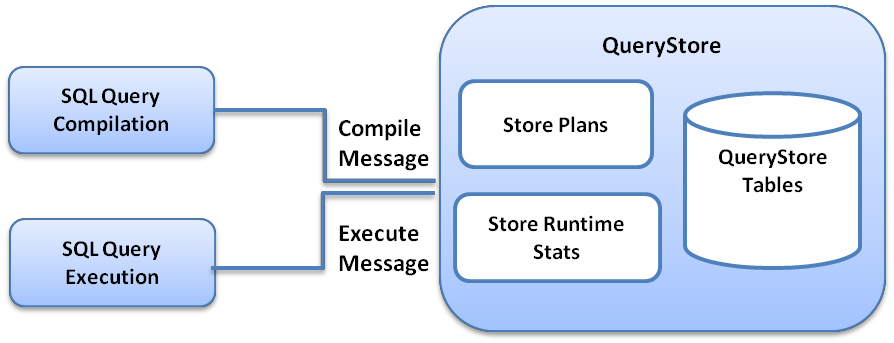 SQL Query
Compilation
Compile
Message
SQL Query
Execution
Execute
Message
QueryStore
Store Plans
Store Runtime
Stats
QueryStore
Tables